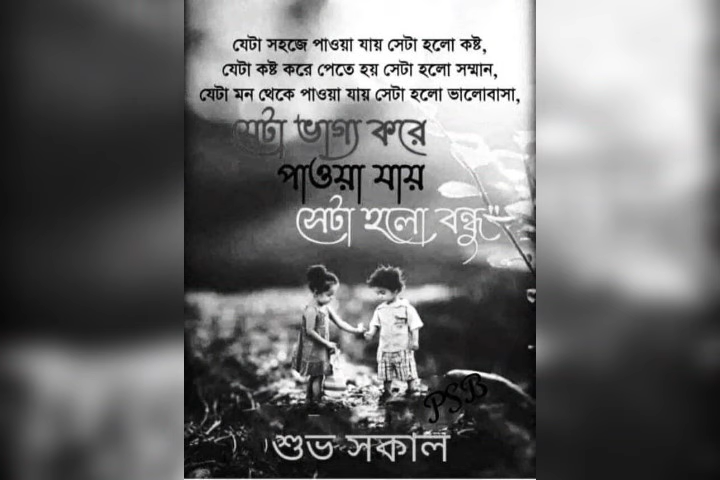 যেটা সহজে পাওয়া যায় সেটা হলো কষ্ট,
যেটা কষ্ট করে পেতে হয় সেটা হলো সম্মান,
যেটা মন থেকে পাওয়া যায় সেটা হলো ভালোবাসা,
যেটা ভাগ্য করে
পাওয়া যায়
সেটা হলো বন্ধু"
PSB
শুভ সকাল